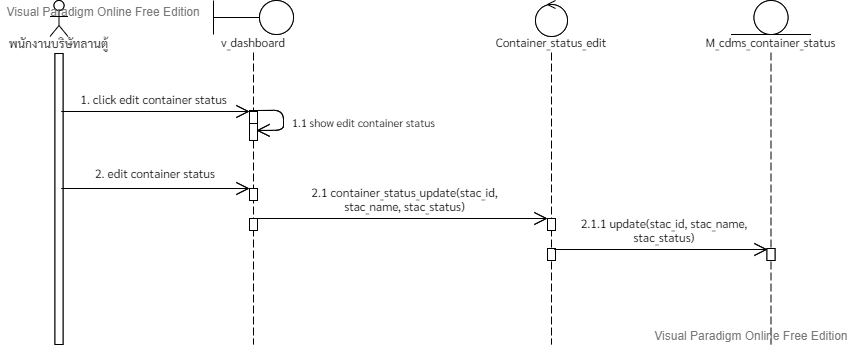 Visual Paradigm Online Free Edition
พนักงานบริษัทลานตู้
v_dashboard
Container_status_edit
M_cdms_container_status
1. click edit container status
1.1 show edit container status
2. edit container status
2.1 container_status_update(stac_id,
stac_name, stac_status)
2.1.1 update(stac_id, stac_name,
stac_status)
Visual Paradigm Online Free Edition